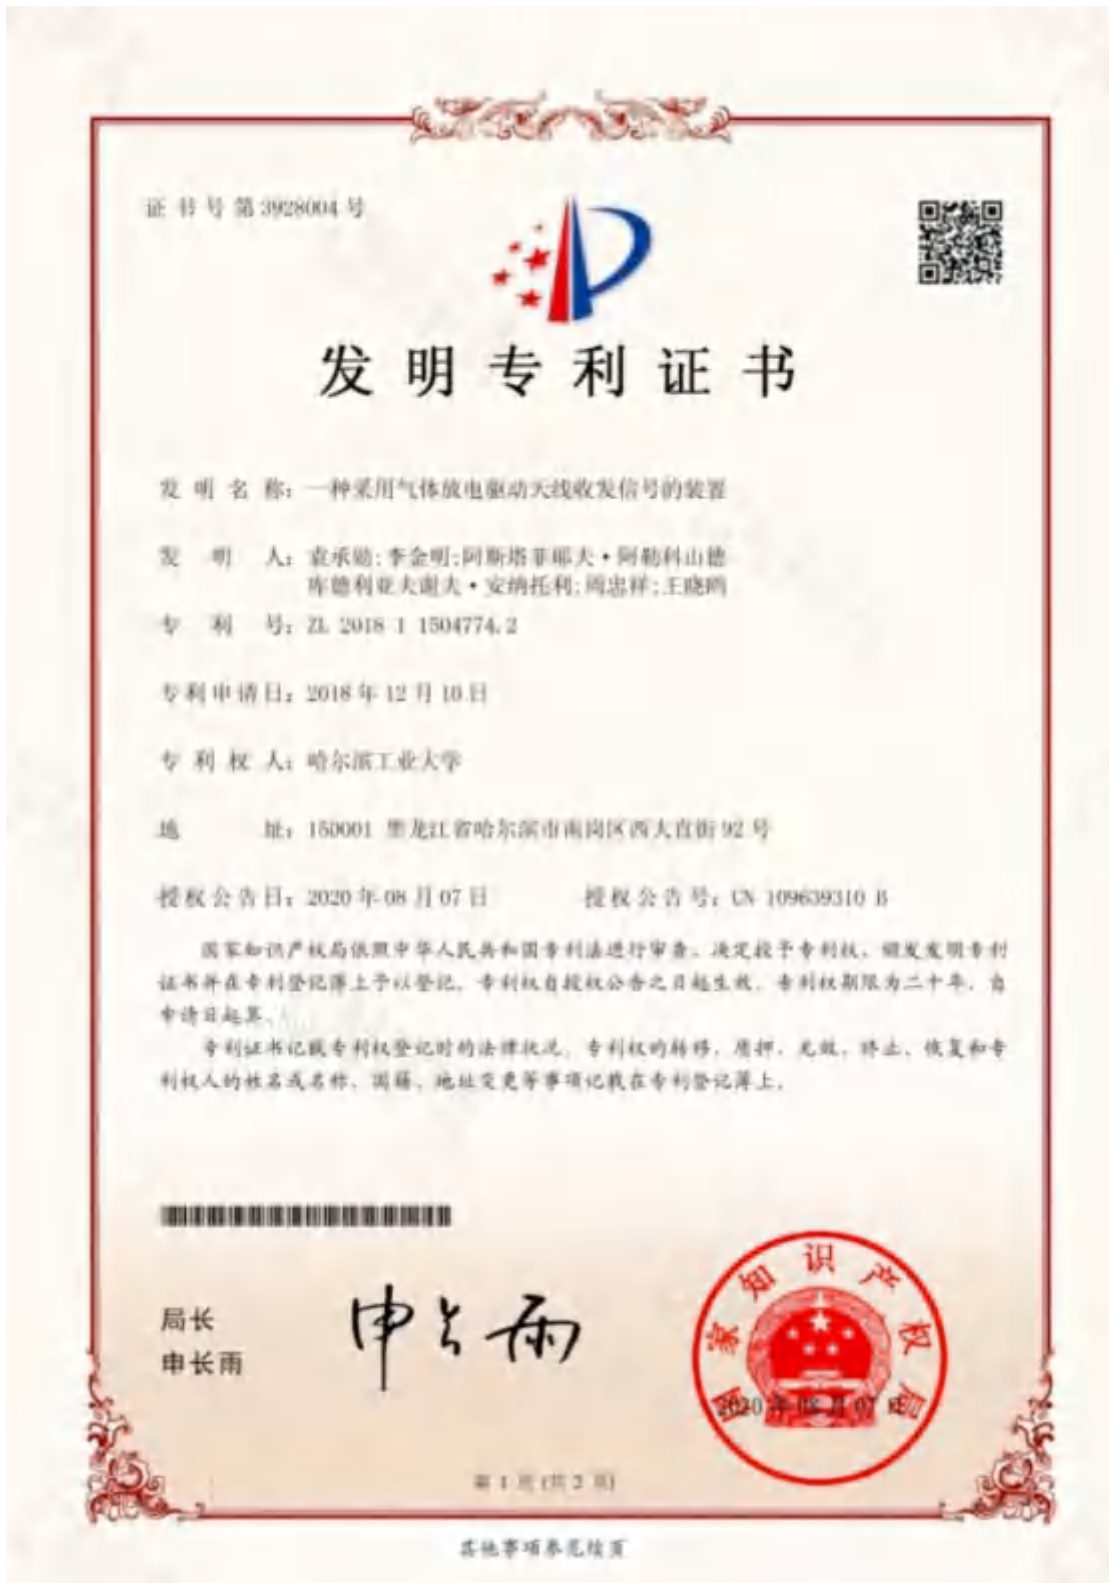 证书号第3928004号
发明专利证书
发明名称：一种采用气体放电驱动天线收发信号的装置
发明人：袁承勋;李金明;阿斯塔菲耶夫·阿勒科山德
库德利亚夫谢夫·安纳托利;周忠祥;王晓鸥
专利号：ZL 2018 1 1504774.2
专利申请日：2018年12月10日
专利权人：哈尔滨工业大学
地址：150001 黑龙江省哈尔滨市南岗区西大直街92号
授权公告日：2020年08月07日 授权公告号：CN 109639310 B
国家知识产权局依照中华人民共和国专利法进行审查，决定授予专利权，颁发发明专利
证书并在专利登记簿上予以登记。专利权自授权公告之日起生效。专利权期限为二十年，自
申请日起算。
专利证书记载专利权登记时的法律状况。专利权的转移、质押、无效、终止、恢复和专
利权人的姓名或名称、国籍、地址变更等事项记载在专利登记簿上。
局长
申长雨
申长雨
国家知识产权局
2020年08月07日
第1页(共2页)
其他事项参见续页